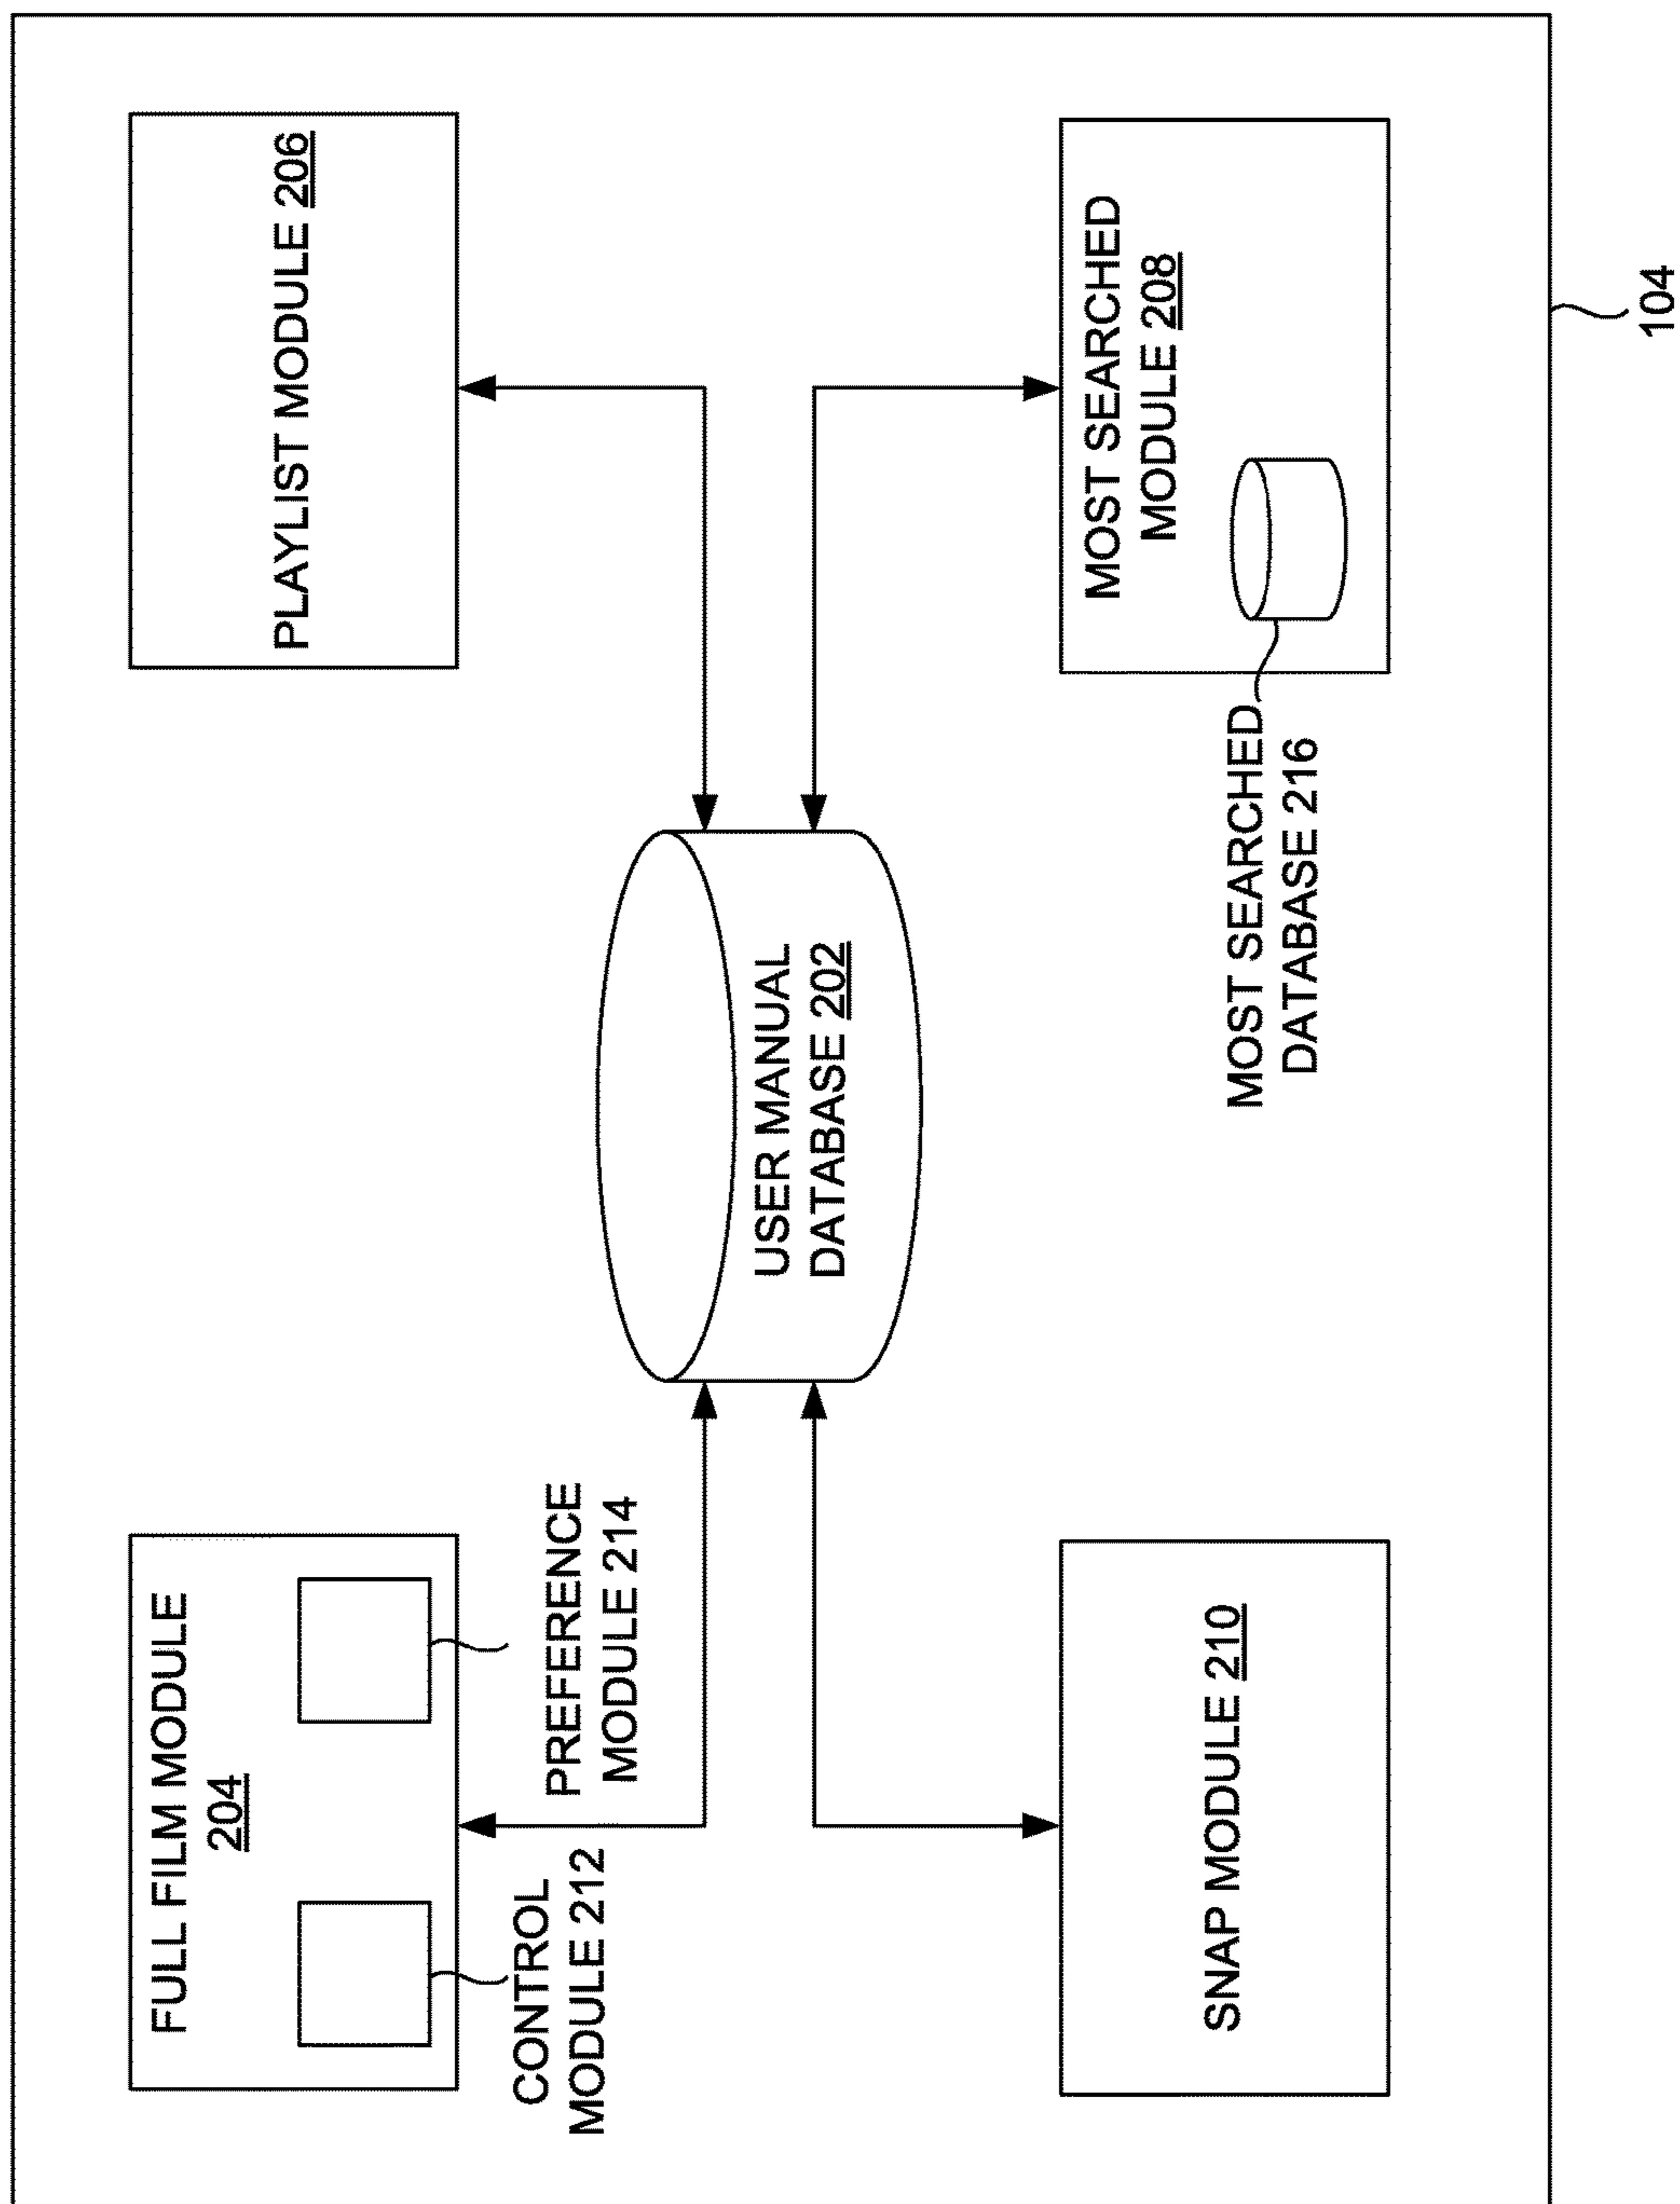 FULL FILM MODULE
204
CONTROL
MODULE 212
PREFERENCE
MODULE 214
PLAYLIST MODULE 206
USER MANUAL
DATABASE 202
SNAP MODULE 210
MOST SEARCHED
MODULE 208
MOST SEARCHED
DATABASE 216
104